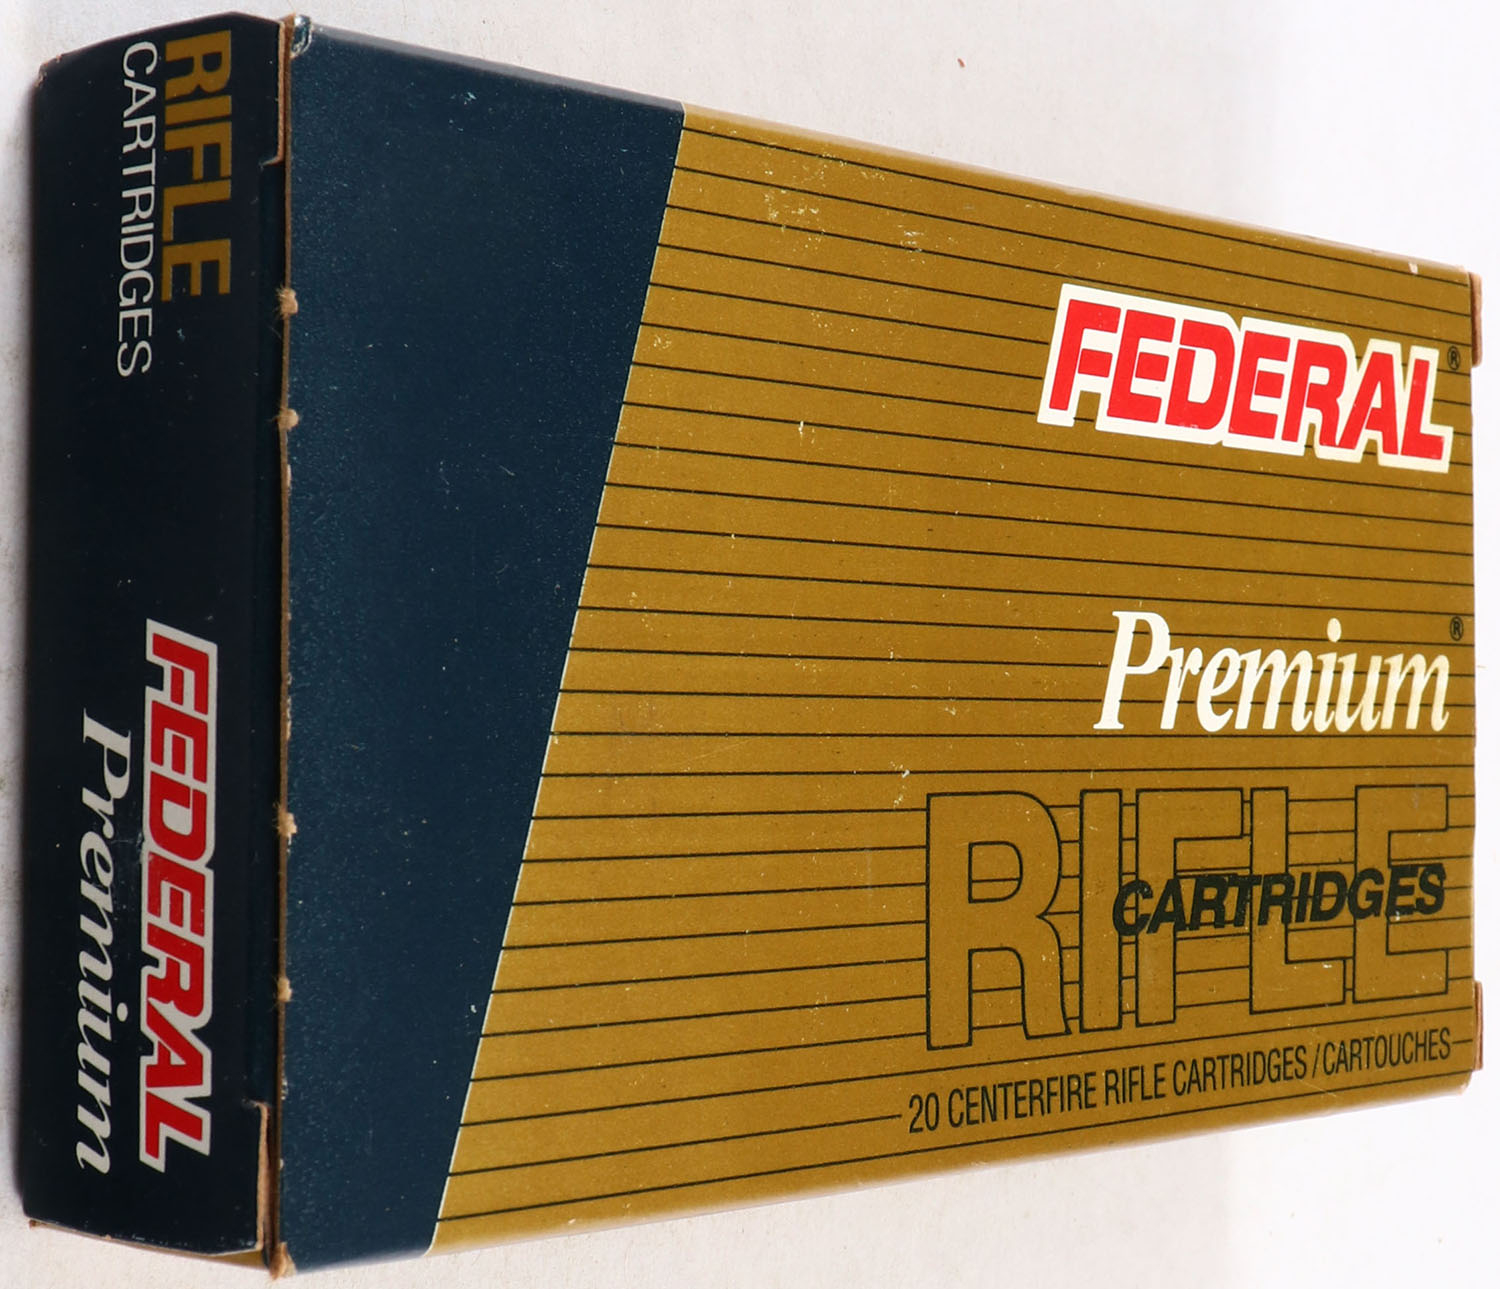 RIFLE
CARTRIDGES
FEDERAL
Premium
FEDERAL®
Premium®
RIFLE
CARTRIDGES
20 CENTERFIRE RIFLE CARTRIDGES / CARTOUCHES